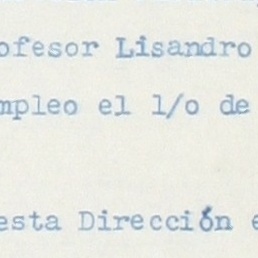 ofesor Lisandro
mpleo el l/o de
esta Dirección e